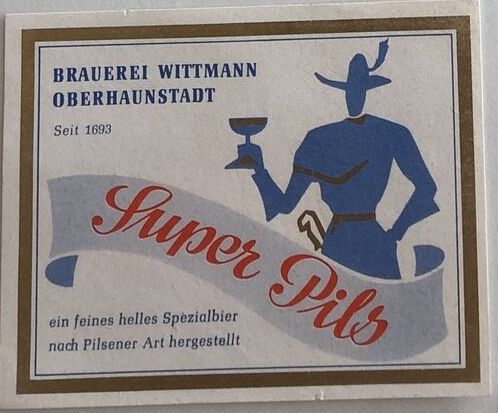 BRAUEREI WITTMANN
OBERHAUNSTADT
Seit 1693
Super Pils
ein feines helles Spezialbier
nach Pilsener Art hergestellt